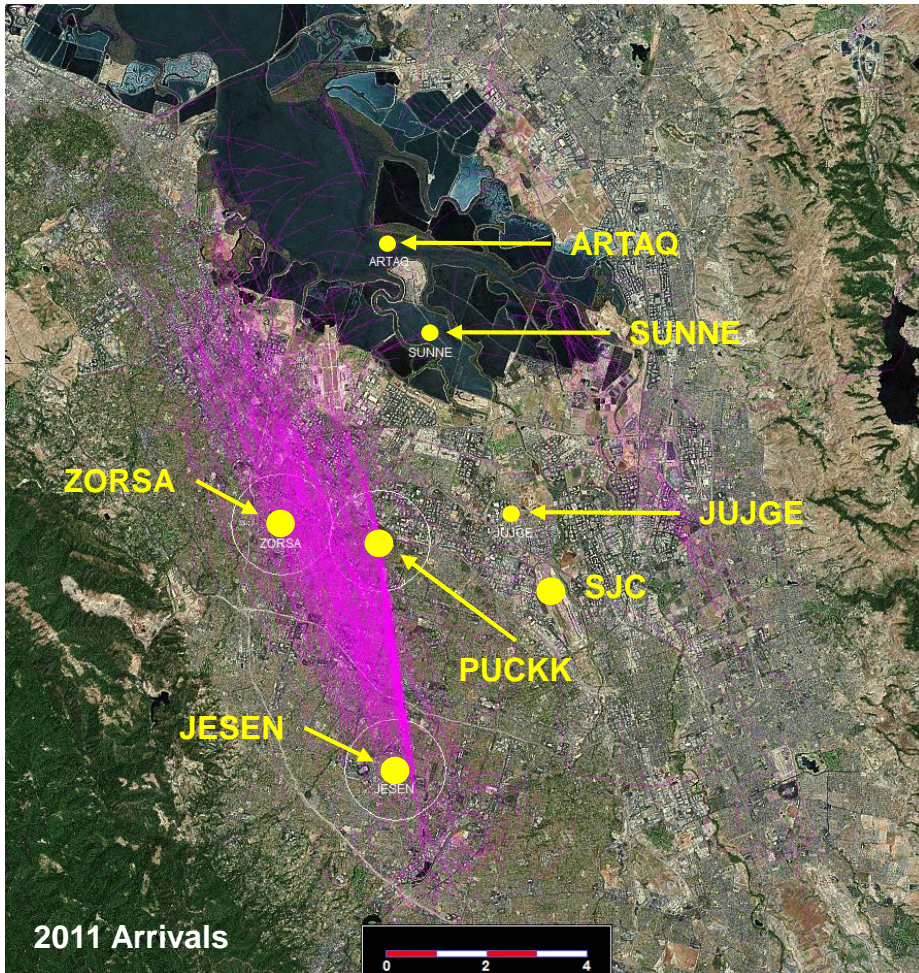 ARTAQ
ARTAQ
SUNNE
SUNNE
ZORSA
ZORSA
JUJGE
JUJGE
SJC
PUCKK
JESEN
JESEN
2011 Arrivals
0 2 4